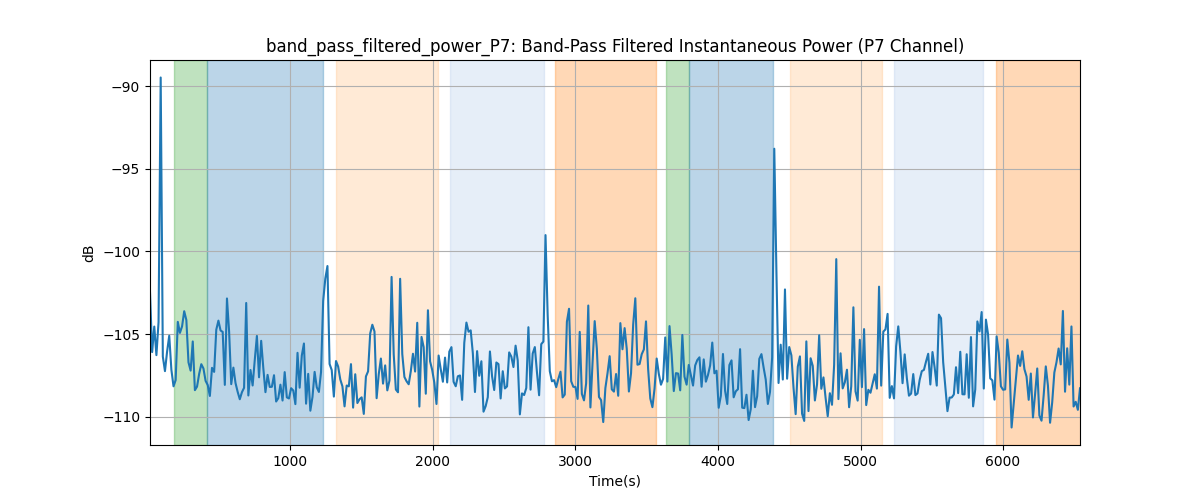 band_pass_filtered_power_P7: Band-Pass Filtered Instantaneous Power (P7 Channel)
−90
−95
−100
−105
−110
dB
1000 2000 3000 4000 5000 6000
Time(s)